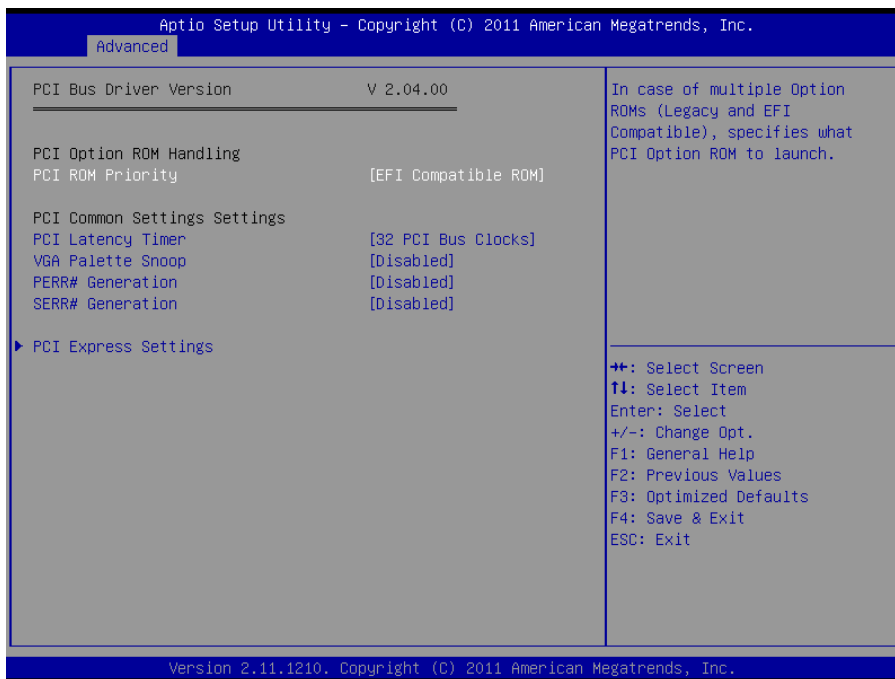 Aptio Setup Utility – Copyright (C) 2011 American Megatrends, Inc.
Advanced
PCI Bus Driver Version V 2.04.00
PCI Option ROM Handling
PCI ROM Priority [EFI Compatible ROM]
PCI Common Settings Settings
PCI Latency Timer [32 PCI Bus Clocks]
VGA Palette Snoop [Disabled]
PERR# Generation [Disabled]
SERR# Generation [Disabled]
PCI Express Settings
In case of multiple Option
ROMs (Legacy and EFI
Compatible), specifies what
PCI Option ROM to launch.
→←: Select Screen
↑↓: Select Item
Enter: Select
+/-: Change Opt.
F1: General Help
F2: Previous Values
F3: Optimized Defaults
F4: Save & Exit
ESC: Exit
Version 2.11.1210. Copyright (C) 2011 American Megatrends, Inc.